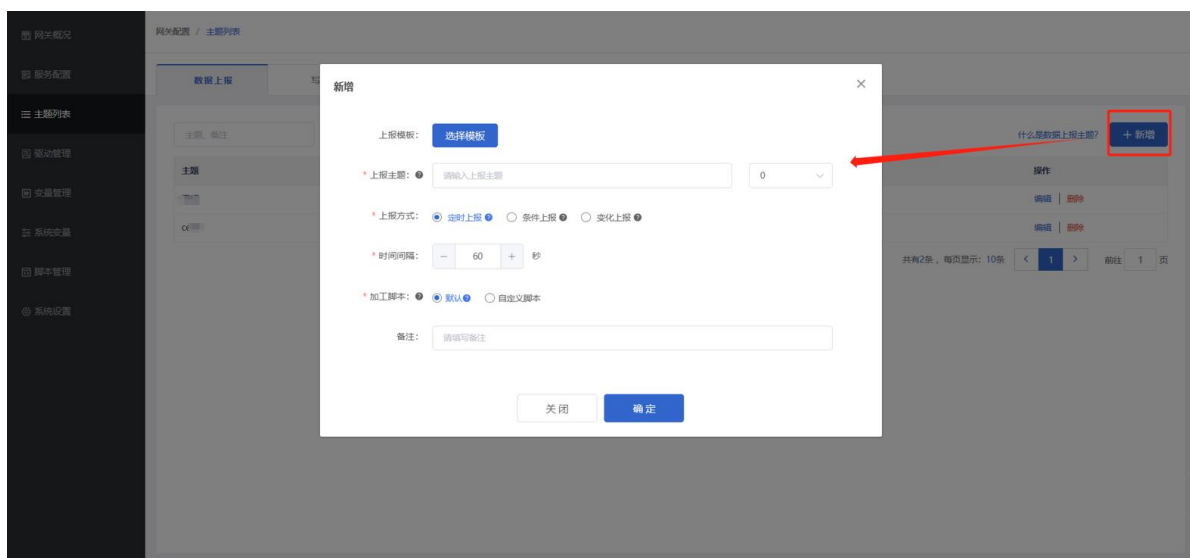 网关概况
网关配置 / 主题列表
服务配置
数据上报
写
新增
主题列表
主题、备注
上报模板：
选择模板
什么是数据上报主题?
+ 新增
驱动管理
主题
* 上报主题：
请输入上报主题
0
操作
变量管理
编辑 | 删除
* 上报方式：
定时上报
条件上报
变化上报
系统变量
ce
编辑 | 删除
* 时间间隔：
− 60 + 秒
共有2条，每页显示：10条 < 1 > 前往 1 页
脚本管理
* 加工脚本：
默认
自定义脚本
系统设置
备注：
请填写备注
关 闭
确 定